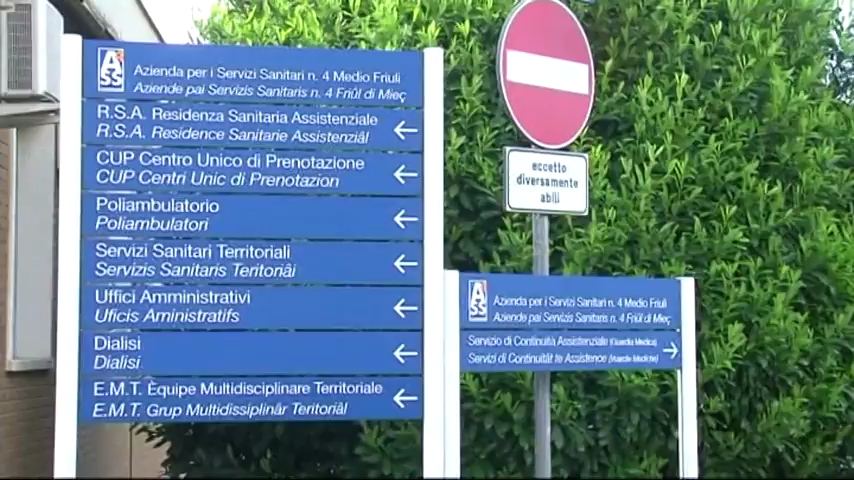 ASS
Azienda per i Servizi Sanitari n. 4 Medio Friuli
Aziende pai Servizis Sanitaris n. 4 Friûl di Mieç
R.S.A. Residenza Sanitaria Assistenziale
R.S.A. Residence Sanitarie Assistenziâl
CUP Centro Unico di Prenotazione
CUP Centri Unic di Prenotazion
Poliambulatorio
Poliambulatori
Servizi Sanitari Territoriali
Servizis Sanitaris Teritoriâi
Uffici Amministrativi
Uficis Aministratîfs
Dialisi
Dialisi
E.M.T. Equipe Multidisciplinare Territoriale
E.M.T. Grup Multidissiplinâr Teritoriâl
eccetto
diversamente
abili
ASS
Azienda per i Servizi Sanitari n. 4 Medio Friuli
Aziende pai Servizis Sanitaris n. 4 Friûl di Mieç
Servizio di Continuità Assistenziale (Guardia Medica)
Servizi di Continuitât te Assistence (Vuardie Mediche)